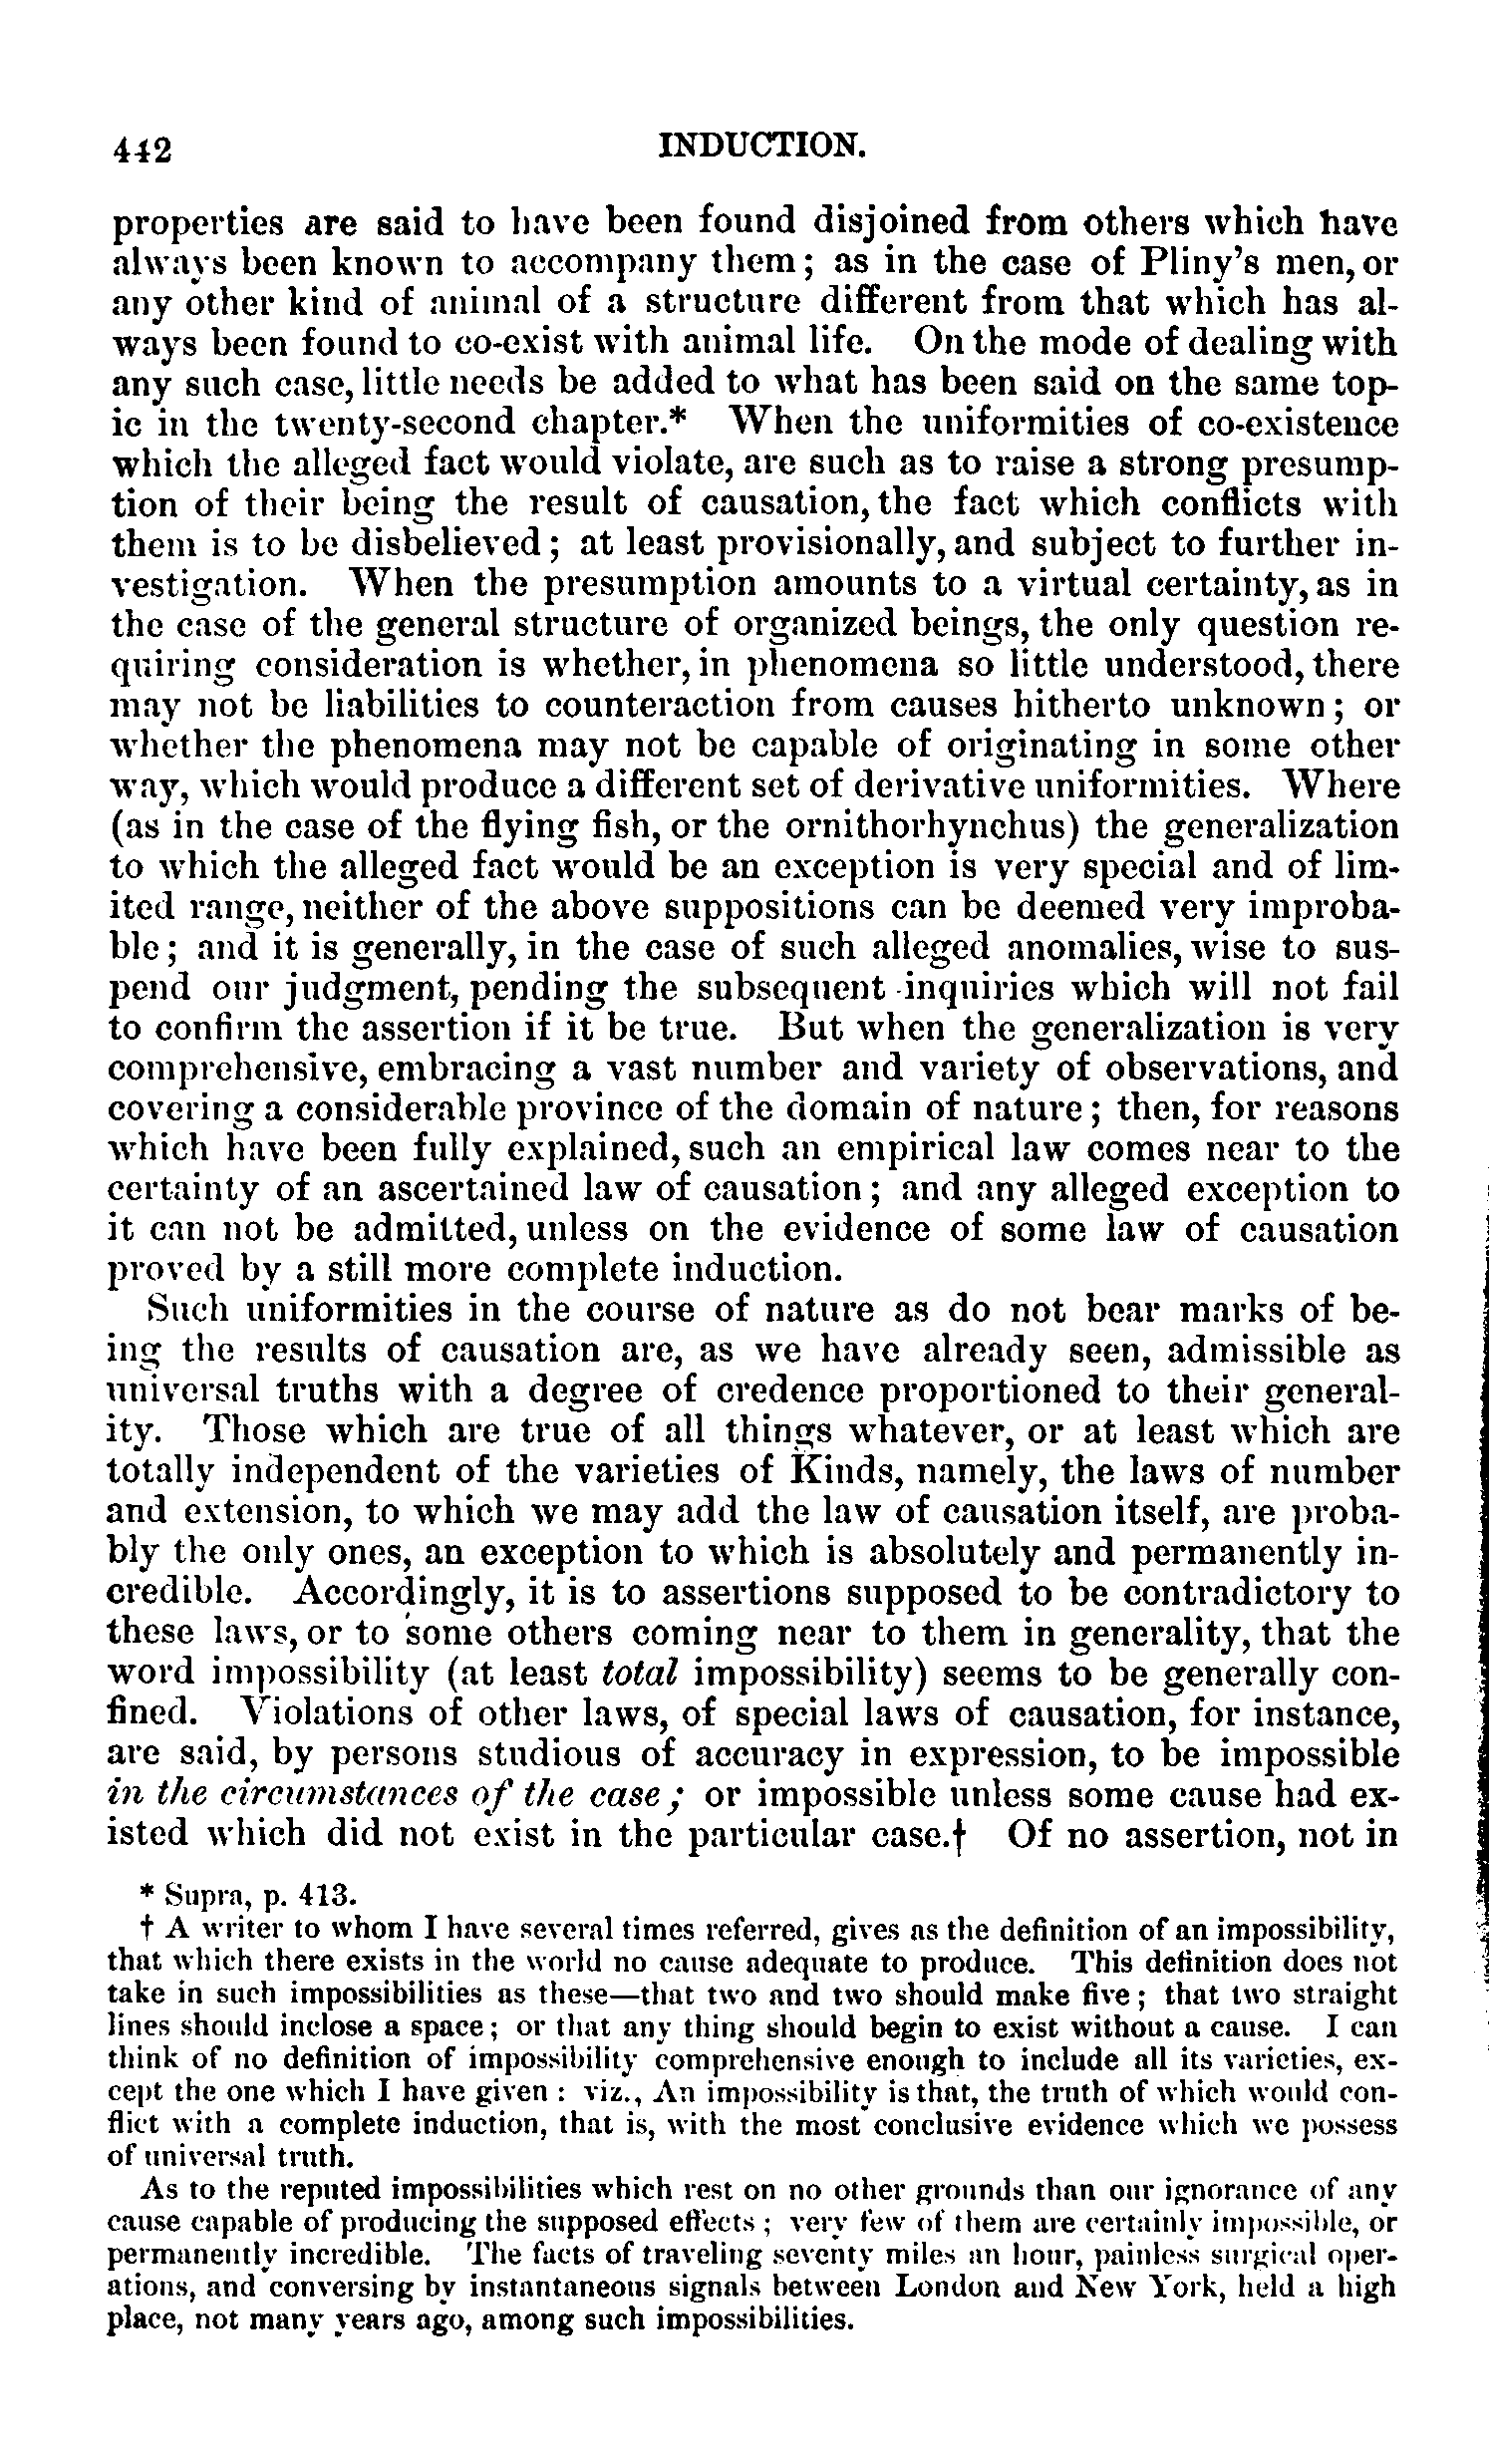 442 INDUCTION.
properties are said to have been found disjoined from others which have
always been known to accompany them; as in the case of Pliny's men, or
any other kind of animal of a structure different from that which has al-
ways been found to co-exist with animal life. On the mode of dealing with
any such case, little needs be added to what has been said on the same top-
ic in the twenty-second chapter.* When the uniformities of co-existence
which the alleged fact would violate, are such as to raise a strong presump-
tion of their being the result of causation, the fact which conflicts with
them is to be disbelieved; at least provisionally, and subject to further in-
vestigation. When the presumption amounts to a virtual certainty, as in
the case of the general structure of organized beings, the only question re-
quiring consideration is whether, in phenomena so little understood, there
may not be liabilities to counteraction from causes hitherto unknown; or
whether the phenomena may not be capable of originating in some other
way, which would produce a different set of derivative uniformities. Where
(as in the case of the flying fish, or the ornithorhynchus) the generalization
to which the alleged fact would be an exception is very special and of lim-
ited range, neither of the above suppositions can be deemed very improba-
ble; and it is generally, in the case of such alleged anomalies, wise to sus-
pend our judgment, pending the subsequent inquiries which will not fail
to confirm the assertion if it be true. But when the generalization is very
comprehensive, embracing a vast number and variety of observations, and
covering a considerable province of the domain of nature; then, for reasons
which have been fully explained, such an empirical law comes near to the
certainty of an ascertained law of causation; and any alleged exception to
it can not be admitted, unless on the evidence of some law of causation
proved by a still more complete induction.
Such uniformities in the course of nature as do not bear marks of be-
ing the results of causation are, as we have already seen, admissible as
universal truths with a degree of credence proportioned to their general-
ity. Those which are true of all things whatever, or at least which are
totally independent of the varieties of Kinds, namely, the laws of number
and extension, to which we may add the law of causation itself, are proba-
bly the only ones, an exception to which is absolutely and permanently in-
credible. Accordingly, it is to assertions supposed to be contradictory to
these laws, or to some others coming near to them in generality, that the
word impossibility (at least total impossibility) seems to be generally con-
fined. Violations of other laws, of special laws of causation, for instance,
are said, by persons studious of accuracy in expression, to be impossible
in the circumstances of the case; or impossible unless some cause had ex-
isted which did not exist in the particular case.† Of no assertion, not in
* Supra, p. 413.
† A writer to whom I have several times referred, gives as the definition of an impossibility,
that which there exists in the world no cause adequate to produce. This definition does not
take in such impossibilities as these—that two and two should make five; that two straight
lines should inclose a space; or that any thing should begin to exist without a cause. I can
think of no definition of impossibility comprehensive enough to include all its varieties, ex-
cept the one which I have given: viz., An impossibility is that, the truth of which would con-
flict with a complete induction, that is, with the most conclusive evidence which we possess
of universal truth.
As to the reputed impossibilities which rest on no other grounds than our ignorance of any
cause capable of producing the supposed effects; very few of them are certainly impossible, or
permanently incredible. The facts of traveling seventy miles an hour, painless surgical oper-
ations, and conversing by instantaneous signals between London and New York, held a high
place, not many years ago, among such impossibilities.